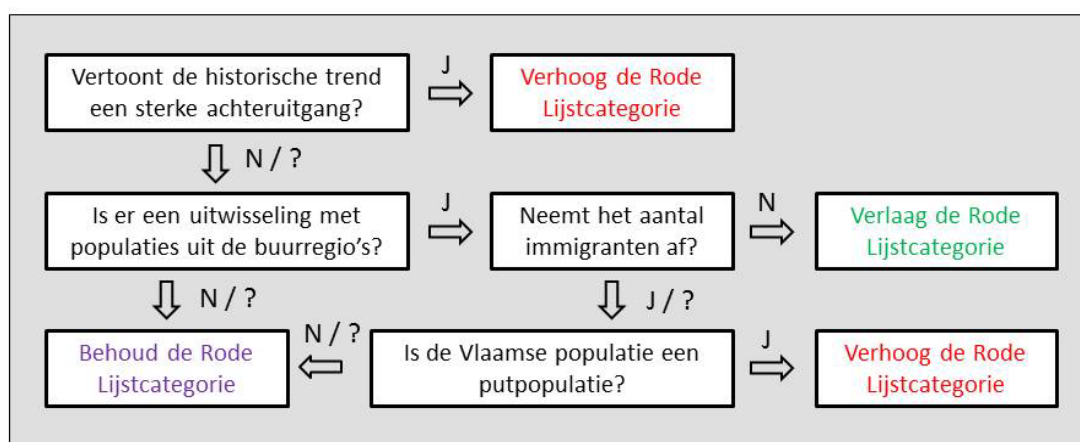 Vertoont de historische trend
een sterke achteruitgang?
J
Verhoog de Rode
Lijstcategorie
N / ?
Is er een uitwisseling met
populaties uit de buurregio's?
J
Neemt het aantal
immigranten af?
N
Verlaag de Rode
Lijstcategorie
N / ?
J / ?
Behoud de Rode
Lijstcategorie
N / ?
Is de Vlaamse populatie een
putpopulatie?
J
Verhoog de Rode
Lijstcategorie